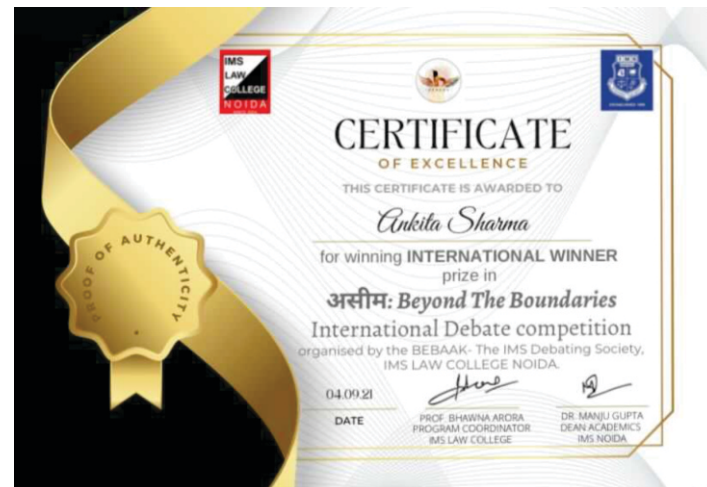 IMS
LAW
COLLEGE
NOIDA
CERTIFICATE
OF EXCELLENCE
THIS CERTIFICATE IS AWARDED TO
Ankita Sharma
for winning INTERNATIONAL WINNER
prize in
असीम: Beyond The Boundaries
International Debate competition
organised by the BEBAAK- The IMS Debating Society,
IMS LAW COLLEGE NOIDA.
PROOF OF AUTHENTICITY
04.09.21
DATE
PROF. BHAWNA ARORA
PROGRAM COORDINATOR
IMS LAW COLLEGE
DR. MANJU GUPTA
DEAN ACADEMICS
IMS NOIDA